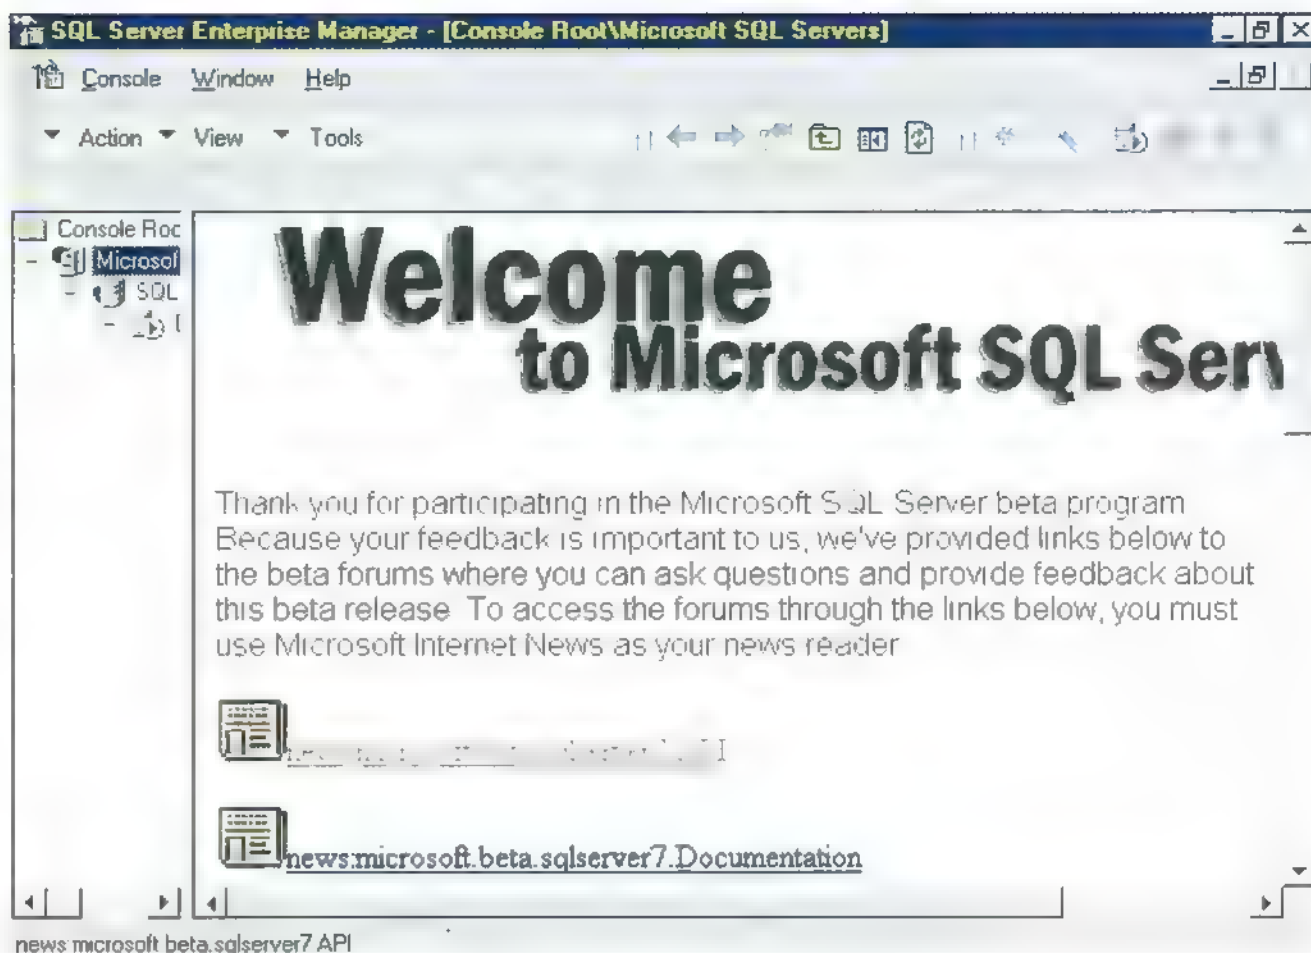 SQL Server Enterprise Manager - [Console Root\Microsoft SQL Servers]
Console Window Help
Action View Tools
Console Roo
Microsof
SQL
Welcome
to Microsoft SQL Serv
Thank you for participating in the Microsoft SQL Server beta program
Because your feedback is important to us, we've provided links below to
the beta forums where you can ask questions and provide feedback about
this beta release To access the forums through the links below, you must
use Microsoft Internet News as your news reader
news:microsoft.beta.sqlserver7.Documentation
news:microsoft.beta.sqlserver7.API